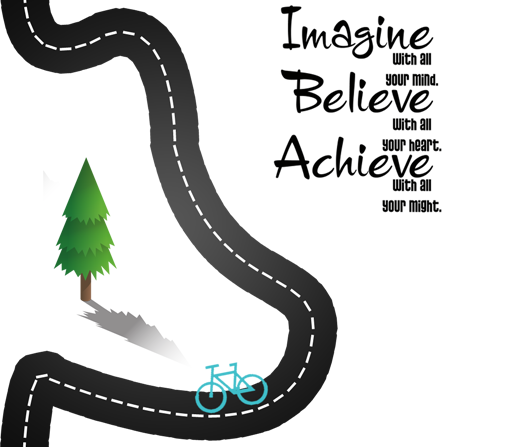 Imagine
With all
your mind.
Believe
With all
your heart.
Achieve
With all
your might.